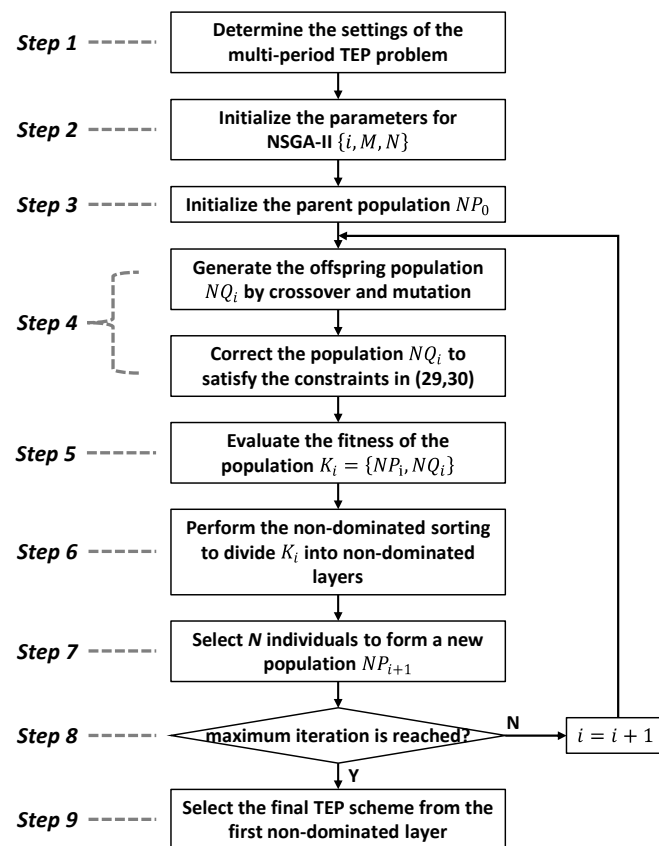 Step 1
Determine the settings of the
multi-period TEP problem
Step 2
Initialize the parameters for
NSGA-II {i, M, N}
Step 3
Initialize the parent population NP₀
Step 4
Generate the offspring population
NQᵢ by crossover and mutation
Correct the population NQᵢ to
satisfy the constraints in (29,30)
Step 5
Evaluate the fitness of the
population Kᵢ = {NPᵢ, NQᵢ}
Step 6
Perform the non-dominated sorting
to divide Kᵢ into non-dominated
layers
Step 7
Select N individuals to form a new
population NPᵢ₊₁
Step 8
maximum iteration is reached?
N
i = i + 1
Y
Step 9
Select the final TEP scheme from the
first non-dominated layer